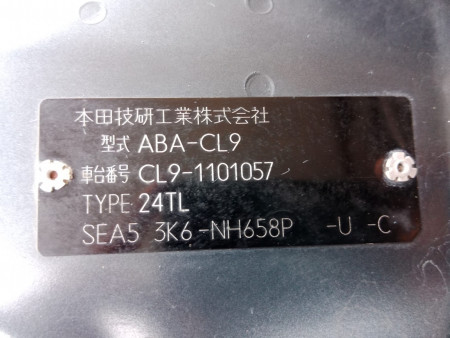 本田技研工業株式会社
型式 ABA-CL9
車台番号 CL9-1101057
TYPE 24TL
SEA5 3K6-NH658P -U -C